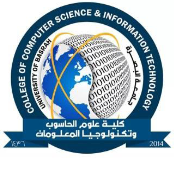 COLLEGE OF COMPUTER SCIENCE & INFORMATION TECHNOLOGY
UNIVERSITY OF BASRAH
جامعة البصرة
كلية علوم الحاسوب
وتكنولوجيا المعلومات
2014